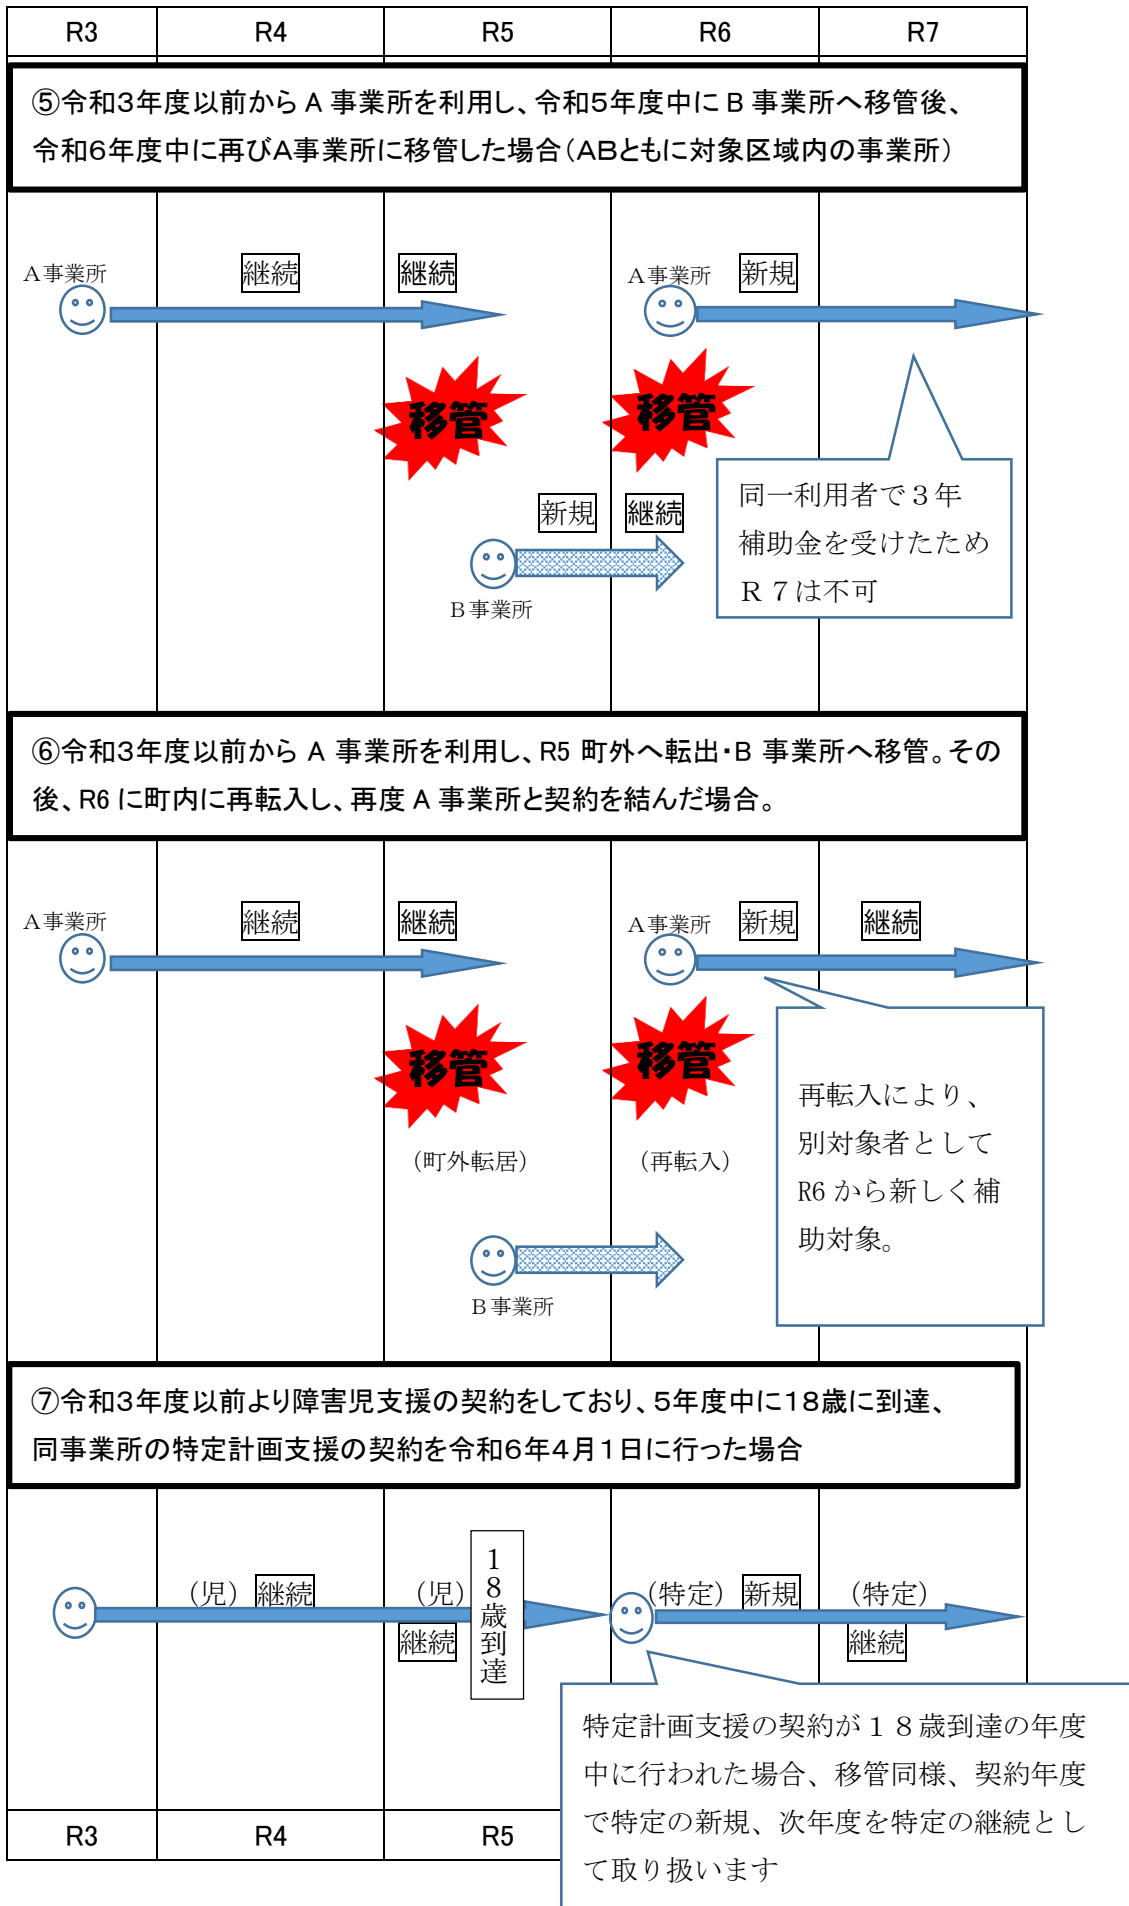 R3 R4 R5 R6 R7
⑤令和３年度以前から A 事業所を利用し、令和５年度中に B 事業所へ移管後、
令和６年度中に再びＡ事業所に移管した場合（ＡＢともに対象区域内の事業所）
Ａ事業所 継続 継続 Ａ事業所 新規
移管 移管
新規 継続
Ｂ事業所
同一利用者で３年
補助金を受けたため
Ｒ７は不可
⑥令和３年度以前から A 事業所を利用し、R5 町外へ転出・B 事業所へ移管。その
後、R6 に町内に再転入し、再度 A 事業所と契約を結んだ場合。
Ａ事業所 継続 継続 Ａ事業所 新規 継続
移管 移管
（町外転居） （再転入）
Ｂ事業所
再転入により、
別対象者として
R6 から新しく補
助対象。
⑦令和３年度以前より障害児支援の契約をしており、５年度中に１８歳に到達、
同事業所の特定計画支援の契約を令和６年４月１日に行った場合
（児）継続 （児）
継続
１８歳到達
（特定）新規 （特定）
継続
特定計画支援の契約が１８歳到達の年度
中に行われた場合、移管同様、契約年度
で特定の新規、次年度を特定の継続とし
て取り扱います
R3 R4 R5